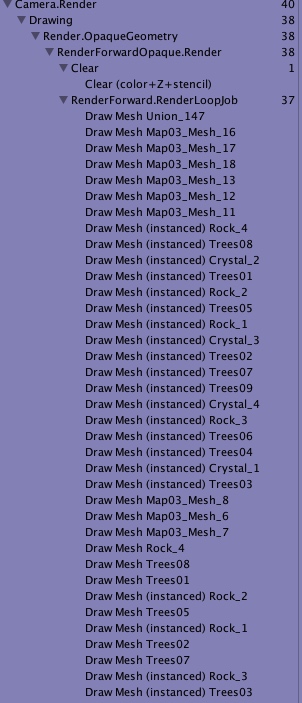 Camera.Render 40
Drawing 38
Render.OpaqueGeometry 38
RenderForwardOpaque.Render 38
Clear 1
Clear (color+Z+stencil)
RenderForward.RenderLoopJob 37
Draw Mesh Union_147
Draw Mesh Map03_Mesh_16
Draw Mesh Map03_Mesh_17
Draw Mesh Map03_Mesh_18
Draw Mesh Map03_Mesh_13
Draw Mesh Map03_Mesh_12
Draw Mesh Map03_Mesh_11
Draw Mesh (instanced) Rock_4
Draw Mesh (instanced) Trees08
Draw Mesh (instanced) Crystal_2
Draw Mesh (instanced) Trees01
Draw Mesh (instanced) Rock_2
Draw Mesh (instanced) Trees05
Draw Mesh (instanced) Rock_1
Draw Mesh (instanced) Crystal_3
Draw Mesh (instanced) Trees02
Draw Mesh (instanced) Trees07
Draw Mesh (instanced) Trees09
Draw Mesh (instanced) Crystal_4
Draw Mesh (instanced) Rock_3
Draw Mesh (instanced) Trees06
Draw Mesh (instanced) Trees04
Draw Mesh (instanced) Crystal_1
Draw Mesh (instanced) Trees03
Draw Mesh Map03_Mesh_8
Draw Mesh Map03_Mesh_6
Draw Mesh Map03_Mesh_7
Draw Mesh Rock_4
Draw Mesh Trees08
Draw Mesh Trees01
Draw Mesh (instanced) Rock_2
Draw Mesh Trees05
Draw Mesh (instanced) Rock_1
Draw Mesh Trees02
Draw Mesh Trees07
Draw Mesh (instanced) Rock_3
Draw Mesh (instanced) Trees03